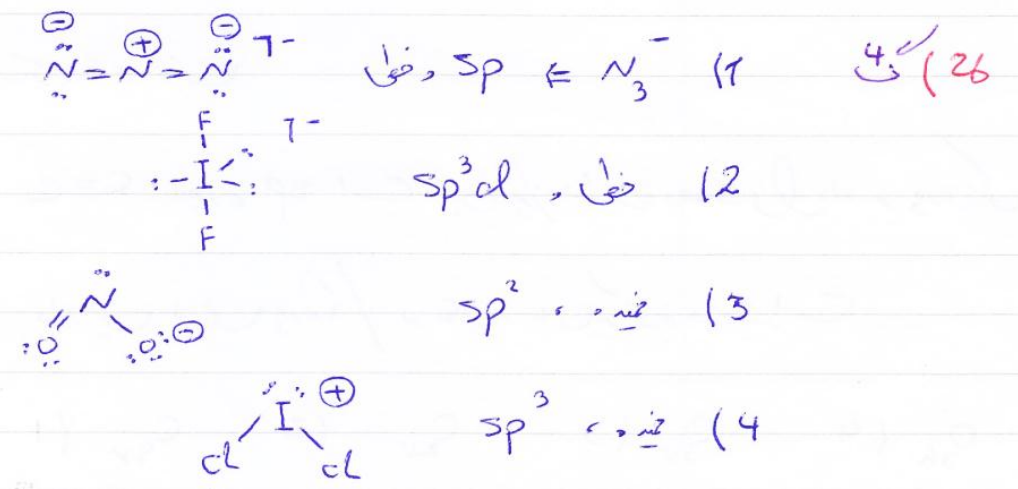 26) گ 4 ✓ 1) N₃⁻ ⇒ sp , خطی [N̈=N=N̈]⁻ ⊖ ⊕ ⊖
2) خطی , sp³d [F-I-F]⁻
3) خمیده , sp² :O=N̈-O: ⊖
4) خمیده , sp³ Cl-I-Cl ⊕